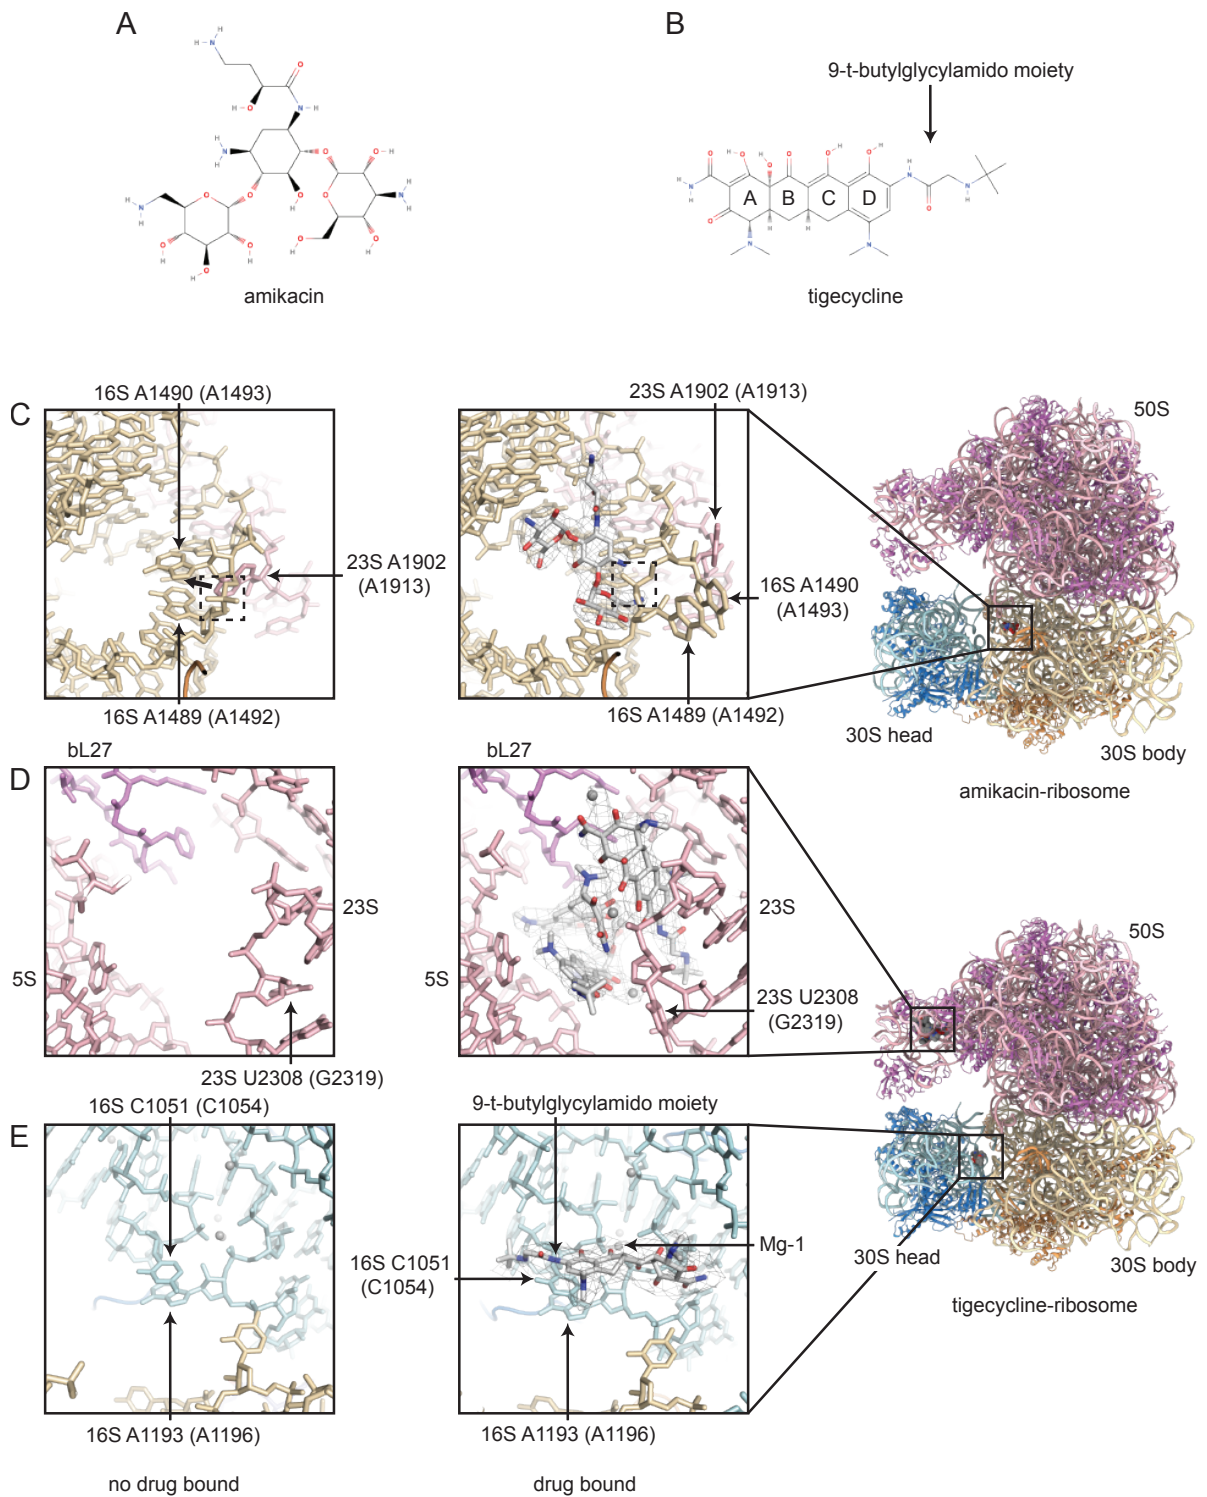 A
B
9-t-butylglycylamido moiety
A B C D
amikacin
tigecycline
C
16S A1490 (A1493)
23S A1902 (A1913)
50S
23S A1902
(A1913)
16S A1490
(A1493)
16S A1489 (A1492)
16S A1489 (A1492)
30S head
30S body
amikacin-ribosome
D
bL27
bL27
23S
23S
5S
5S
23S U2308
(G2319)
23S U2308 (G2319)
50S
E
16S C1051 (C1054)
9-t-butylglycylamido moiety
Mg-1
16S C1051
(C1054)
30S head
30S body
tigecycline-ribosome
16S A1193 (A1196)
16S A1193 (A1196)
no drug bound
drug bound